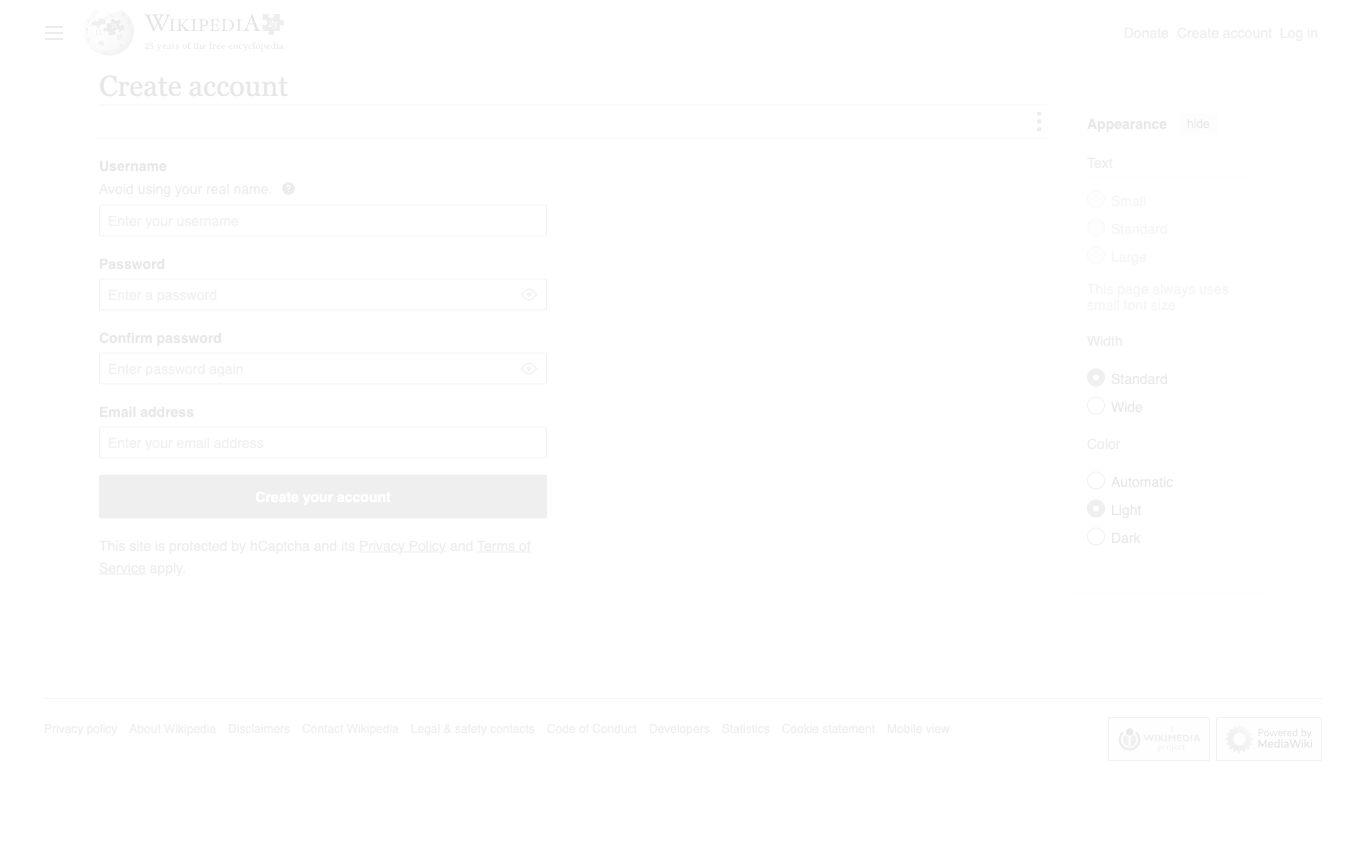 WIKIPEDIA
25 years of the free encyclopedia
Donate Create account Log in
Create account
Username
Avoid using your real name.
Enter your username
Password
Enter a password
Confirm password
Enter password again
Email address
Enter your email address
Create your account
This site is protected by hCaptcha and its Privacy Policy and Terms of
Service apply.
Appearance hide
Text
Small
Standard
Large
This page always uses
small font size
Width
Standard
Wide
Color
Automatic
Light
Dark
Privacy policy About Wikipedia Disclaimers Contact Wikipedia Legal & safety contacts Code of Conduct Developers Statistics Cookie statement Mobile view
A
WIKIMEDIA
project
Powered by
MediaWiki